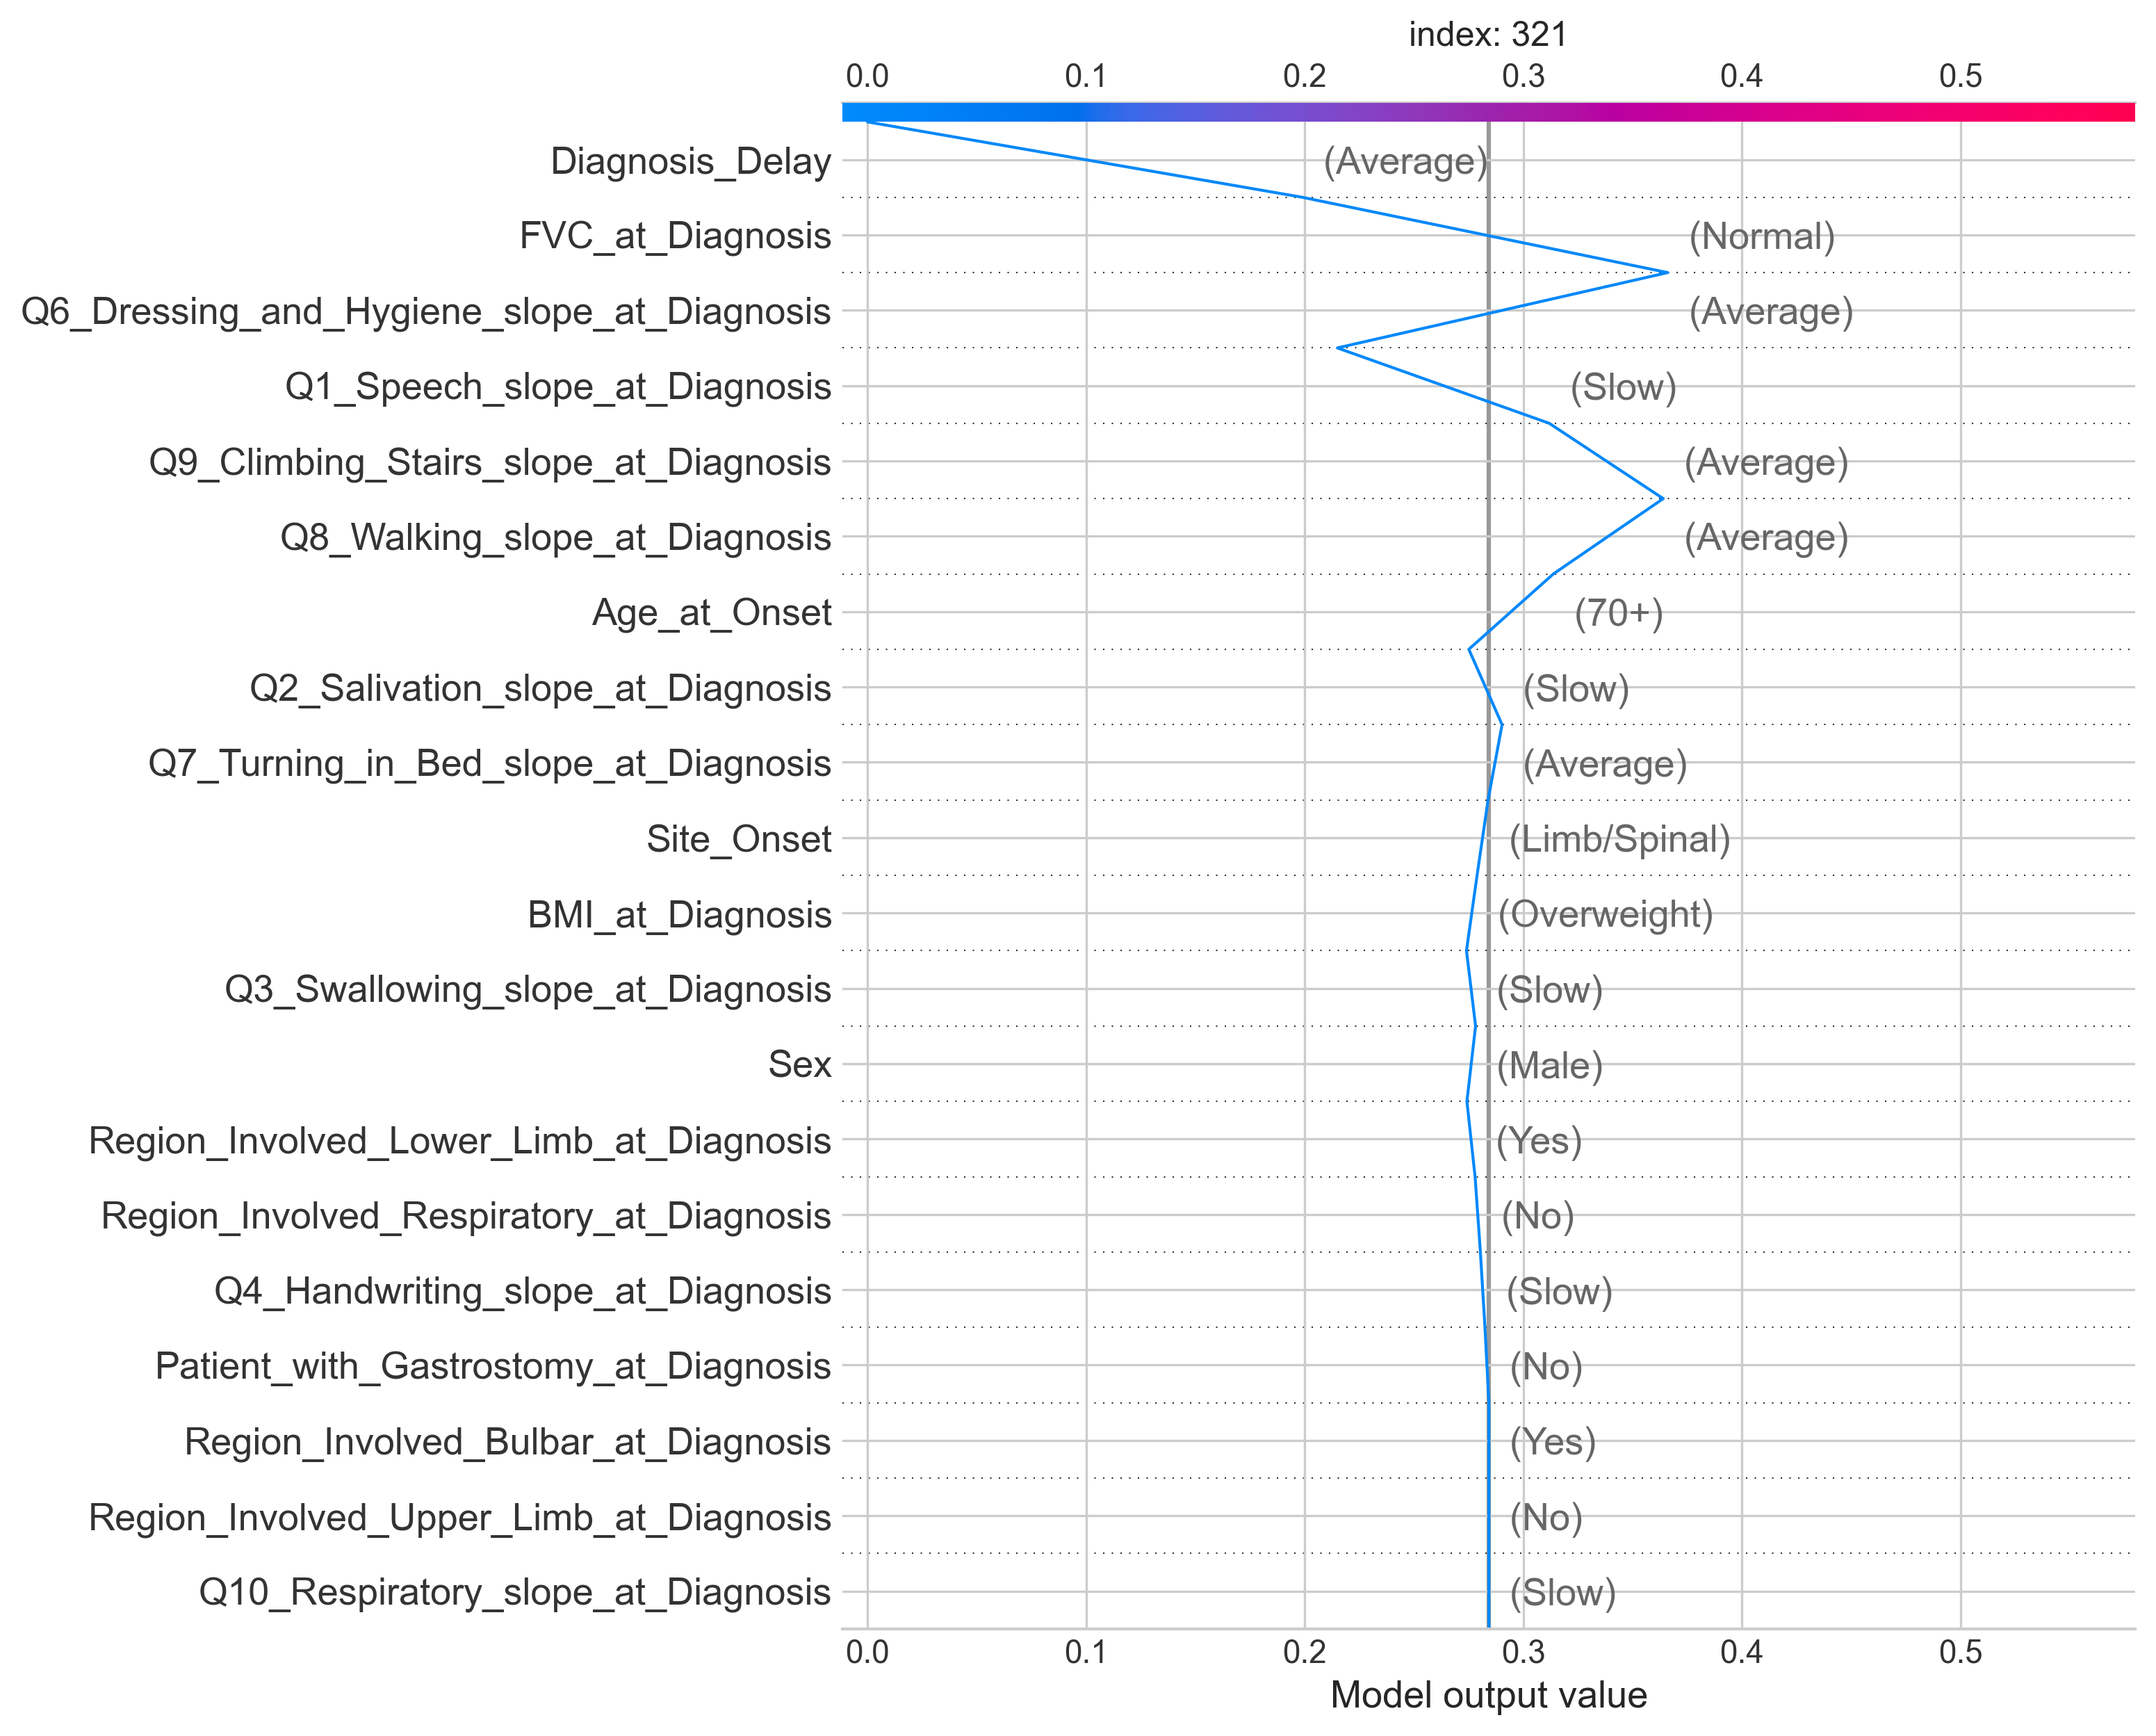 index: 321
0.0 0.1 0.2 0.3 0.4 0.5
Diagnosis_Delay (Average)
FVC_at_Diagnosis (Normal)
Q6_Dressing_and_Hygiene_slope_at_Diagnosis (Average)
Q1_Speech_slope_at_Diagnosis (Slow)
Q9_Climbing_Stairs_slope_at_Diagnosis (Average)
Q8_Walking_slope_at_Diagnosis (Average)
Age_at_Onset (70+)
Q2_Salivation_slope_at_Diagnosis (Slow)
Q7_Turning_in_Bed_slope_at_Diagnosis (Average)
Site_Onset (Limb/Spinal)
BMI_at_Diagnosis (Overweight)
Q3_Swallowing_slope_at_Diagnosis (Slow)
Sex (Male)
Region_Involved_Lower_Limb_at_Diagnosis (Yes)
Region_Involved_Respiratory_at_Diagnosis (No)
Q4_Handwriting_slope_at_Diagnosis (Slow)
Patient_with_Gastrostomy_at_Diagnosis (No)
Region_Involved_Bulbar_at_Diagnosis (Yes)
Region_Involved_Upper_Limb_at_Diagnosis (No)
Q10_Respiratory_slope_at_Diagnosis (Slow)
0.0 0.1 0.2 0.3 0.4 0.5
Model output value